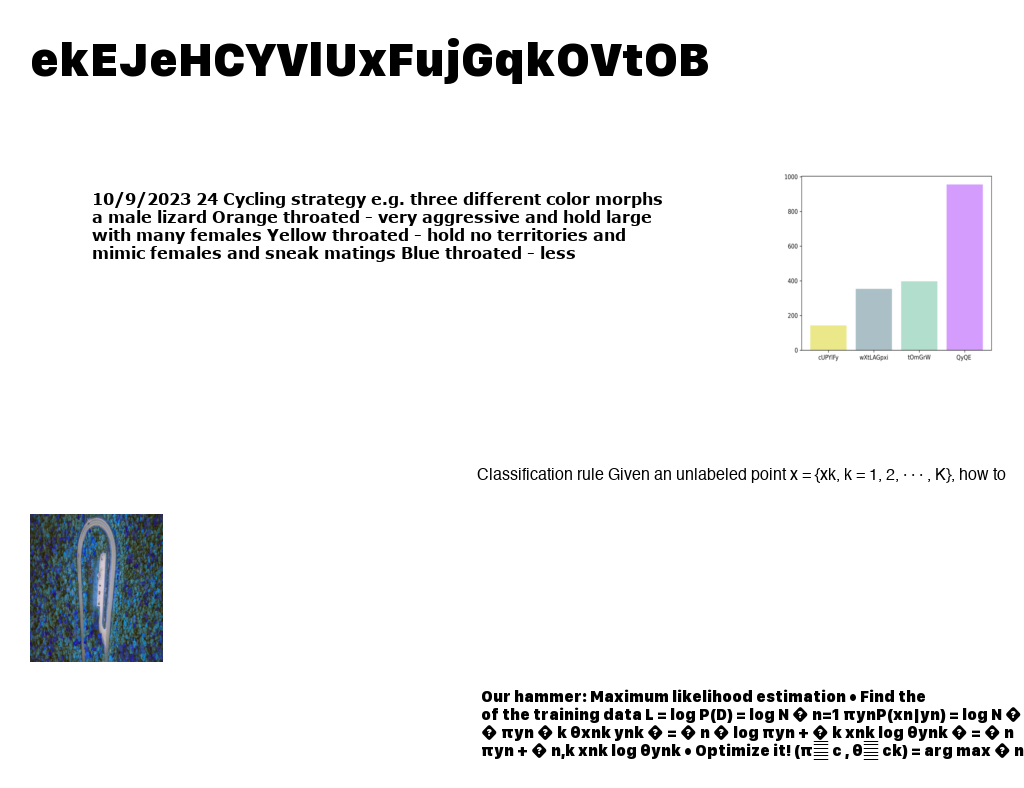 ekEJeHCYVlUxFujGqkOVtOB
10/9/2023 24 Cycling strategy e.g. three different color morphs
a male lizard Orange throated – very aggressive and hold large
with many females Yellow throated – hold no territories and
mimic females and sneak matings Blue throated – less
1000
800
600
400
200
0
cUPYlFy wXtLAGpxi tOmGrW QyQE
Classification rule Given an unlabeled point x = {xk, k = 1, 2, · · · , K}, how to
Our hammer: Maximum likelihood estimation • Find the
of the training data L = log P(D) = log N � n=1 πynP(xn|yn) = log N �
� πyn � k θxnk ynk � = � n � log πyn + � k xnk log θynk � = � n
πyn + � n,k xnk log θynk • Optimize it! (π c , θ ck) = arg max � n